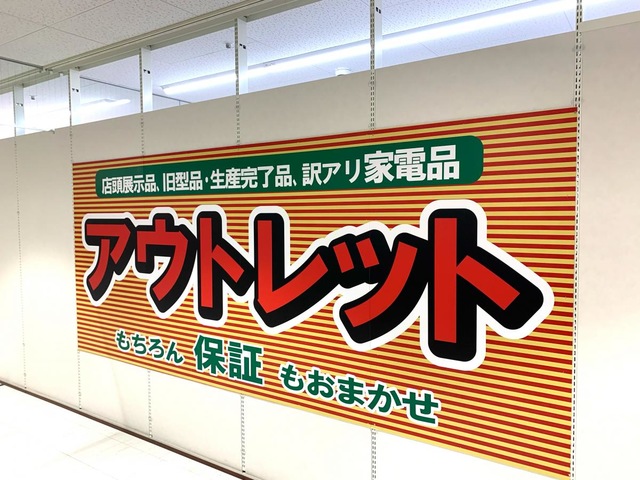 店頭展示品、旧型品・生産完了品、訳アリ家電品
アウトレット
もちろん 保証 もおまかせ